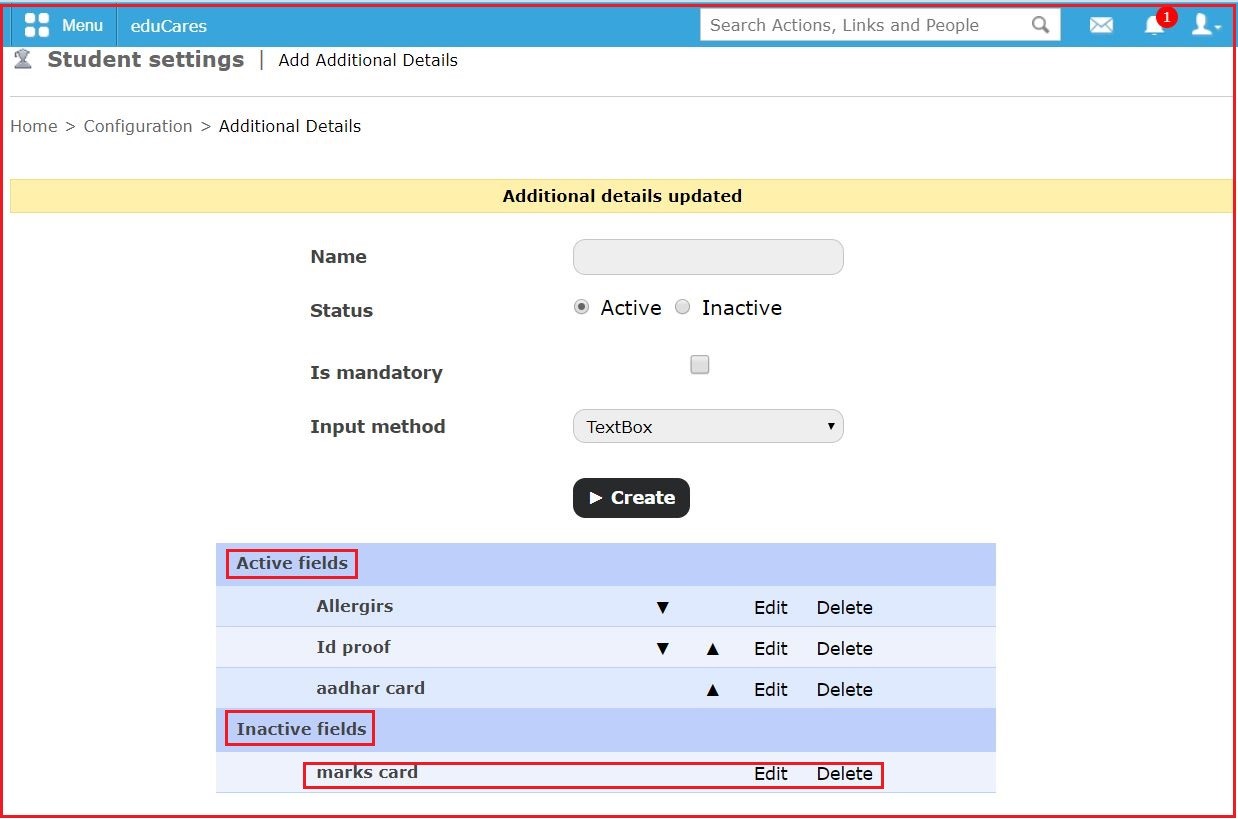 Menu eduCares Search Actions, Links and People 1
Student settings | Add Additional Details
Home > Configuration > Additional Details
Additional details updated
Name
Status Active Inactive
Is mandatory
Input method TextBox ▼
► Create
Active fields
Allergirs ▼ Edit Delete
Id proof ▼ ▲ Edit Delete
aadhar card ▲ Edit Delete
Inactive fields
marks card Edit Delete